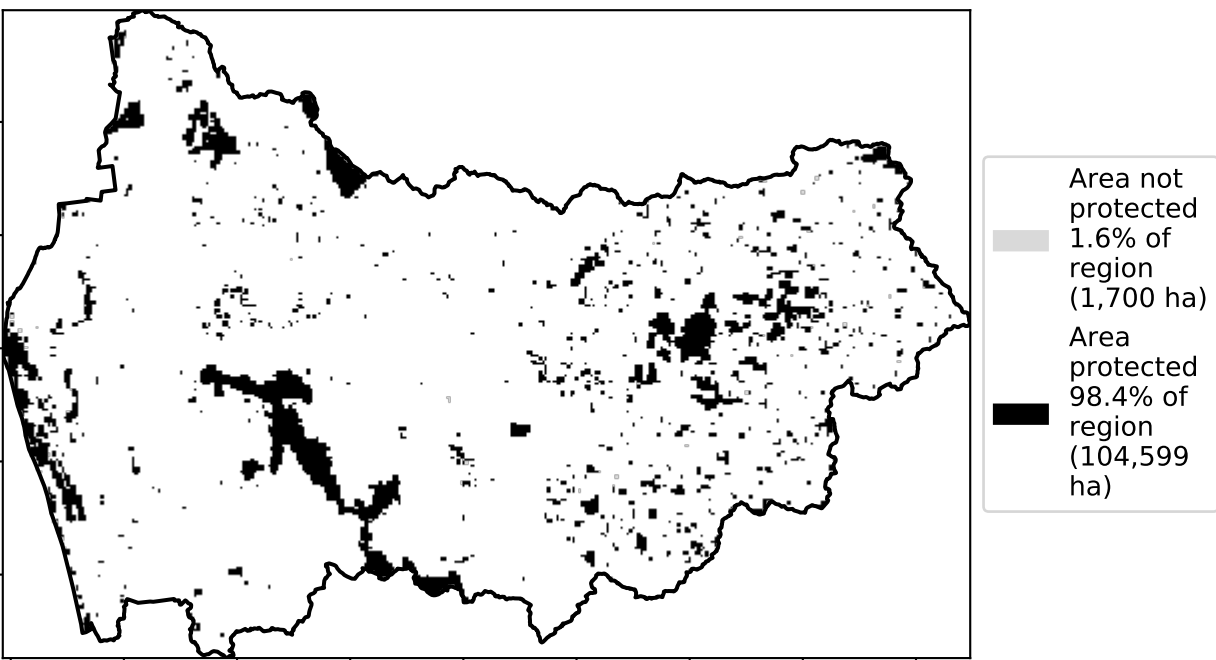 Area not
protected
1.6% of
region
(1,700 ha)
Area
protected
98.4% of
region
(104,599
ha)